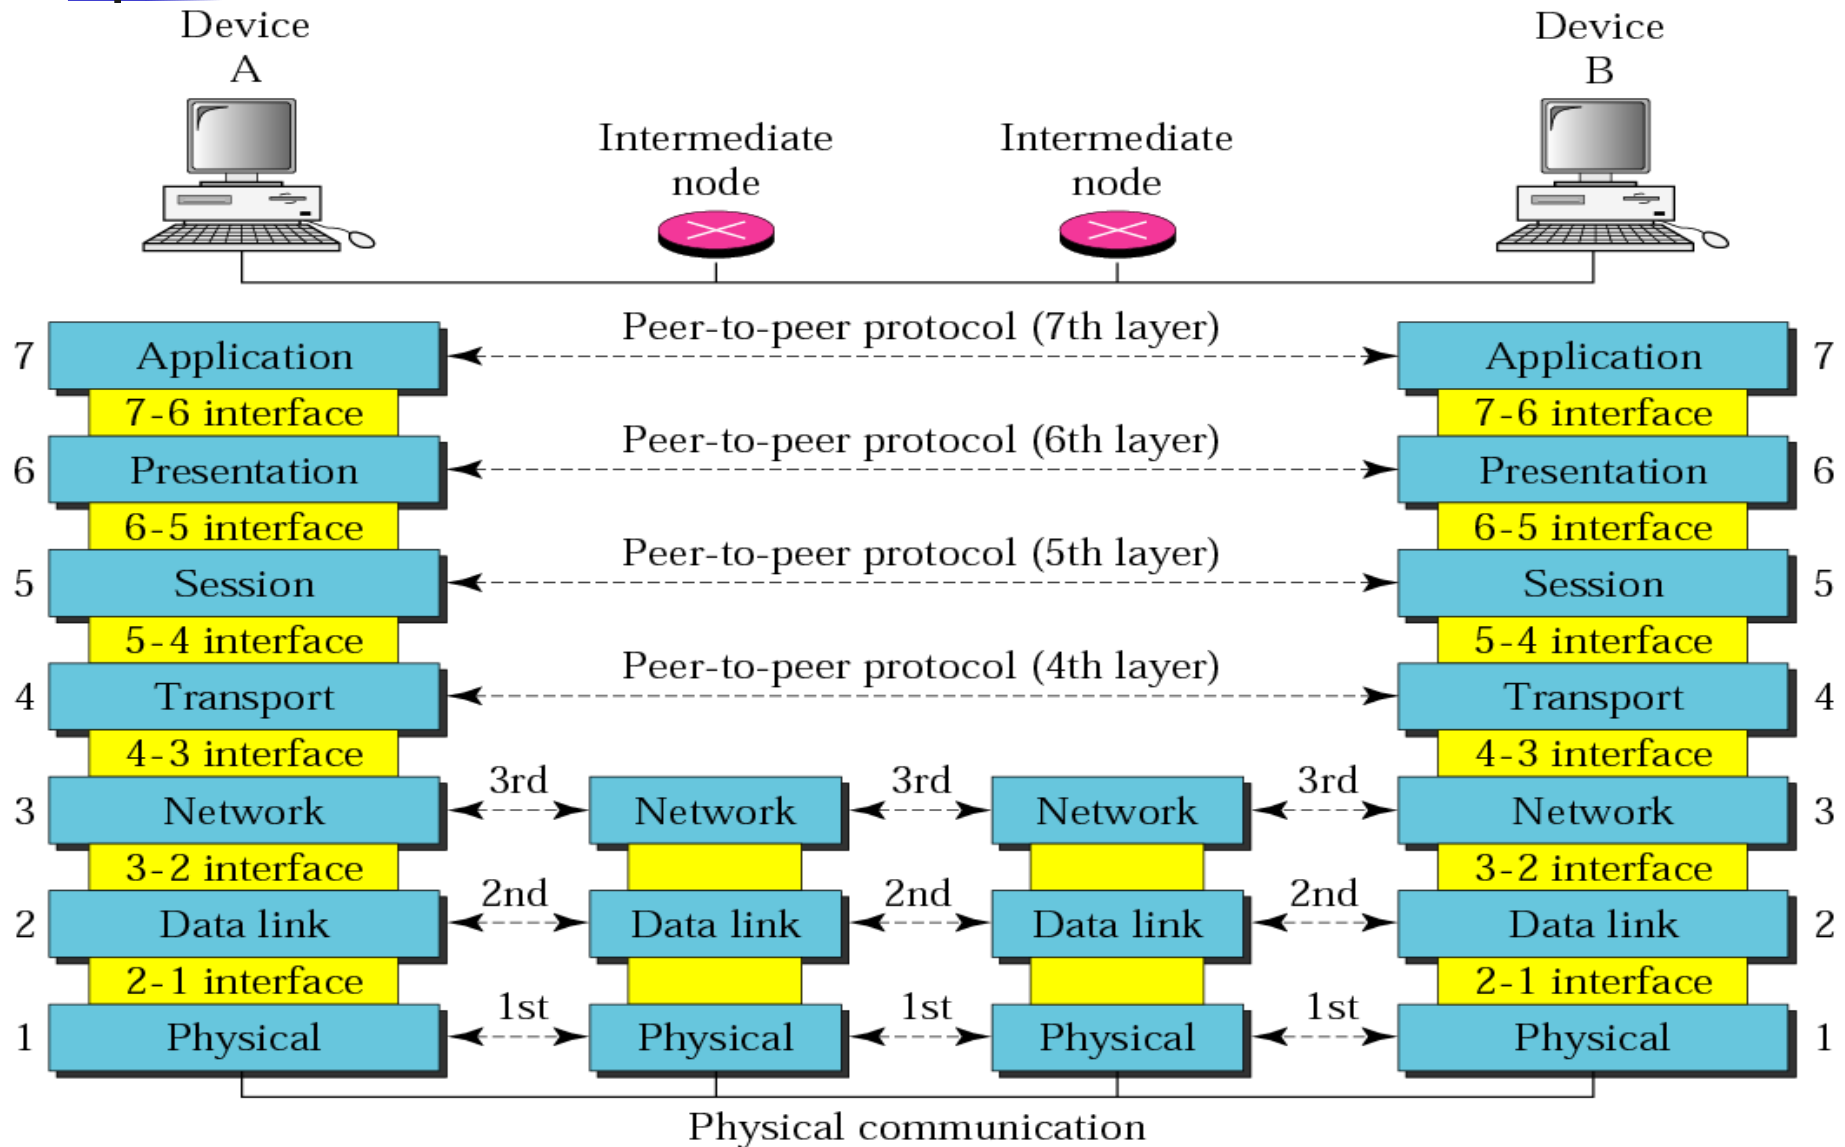 Device
A
Device
B
Intermediate
node
Intermediate
node
Peer-to-peer protocol (7th layer)
7 Application Application 7
7-6 interface 7-6 interface
Peer-to-peer protocol (6th layer)
6 Presentation Presentation 6
6-5 interface 6-5 interface
Peer-to-peer protocol (5th layer)
5 Session Session 5
5-4 interface 5-4 interface
Peer-to-peer protocol (4th layer)
4 Transport Transport 4
4-3 interface 4-3 interface
3rd 3rd 3rd
3 Network Network Network Network 3
3-2 interface 3-2 interface
2nd 2nd 2nd
2 Data link Data link Data link Data link 2
2-1 interface 2-1 interface
1st 1st 1st
1 Physical Physical Physical Physical 1
Physical communication